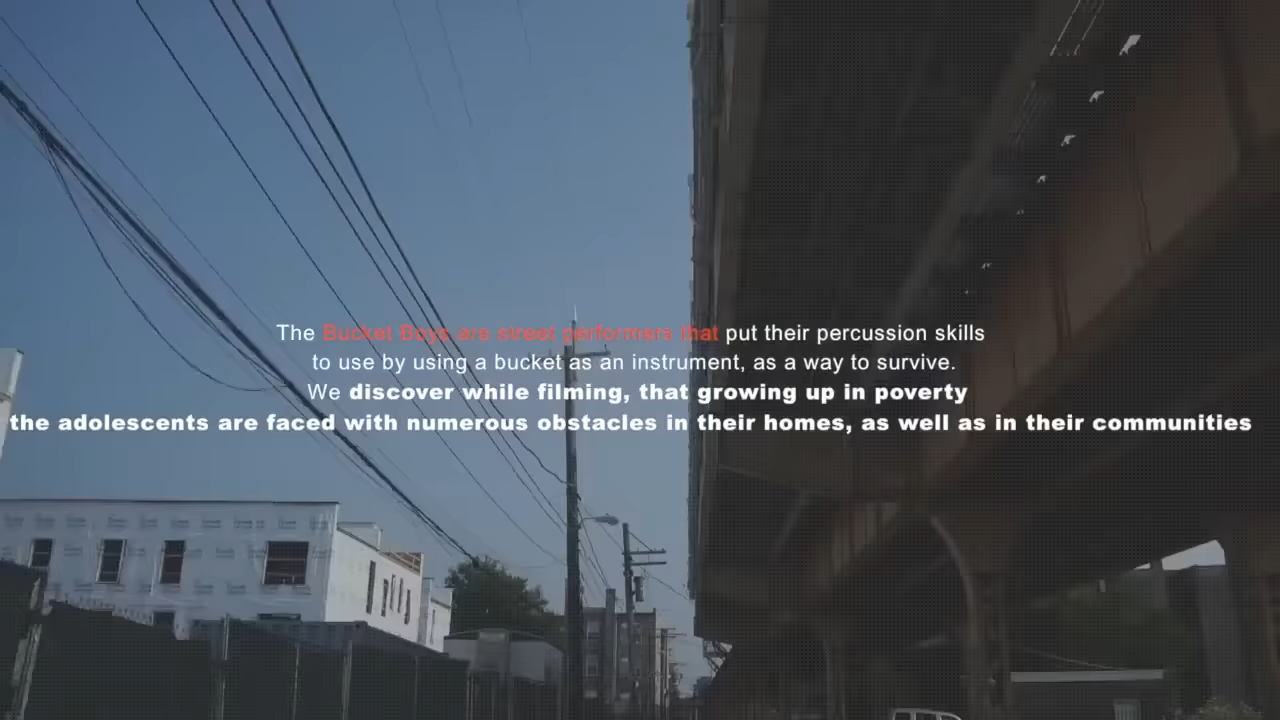 The Bucket Boys are street performers that put their percussion skills
to use by using a bucket as an instrument, as a way to survive.
We discover while filming, that growing up in poverty
the adolescents are faced with numerous obstacles in their homes, as well as in their communities